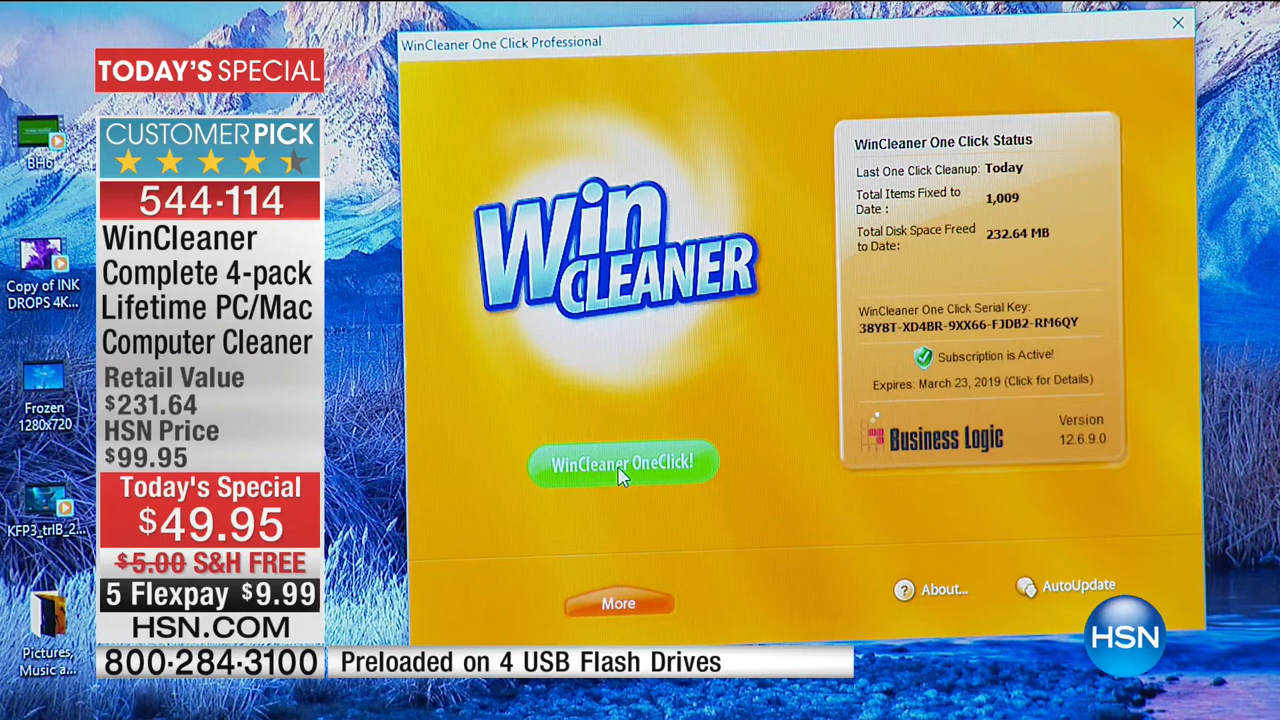 TODAY'S SPECIAL
CUSTOMER PICK
544-114
WinCleaner
Complete 4-pack
Lifetime PC/Mac
Computer Cleaner
Retail Value
$231.64
HSN Price
$99.95
Today's Special
$49.95
$5.00 S&H FREE
5 Flexpay $9.99
HSN.COM
800-284-3100
Preloaded on 4 USB Flash Drives
BH6
Copy of INK
DROPS 4K...
Frozen
1280x720
KFP3_trlB_2...
Pictures,
Music a...
WinCleaner One Click Professional
Win
CLEANER
WinCleaner OneClick!
More
WinCleaner One Click Status
Last One Click Cleanup: Today
Total Items Fixed to
Date : 1,009
Total Disk Space Freed
to Date: 232.64 MB
WinCleaner One Click Serial Key:
38Y8T-XD4BR-9XX66-FJDB2-RM6QY
Subscription is Active!
Expires: March 23, 2019 (Click for Details)
Business Logic
Version
12.6.9.0
About...
AutoUpdate
HSN